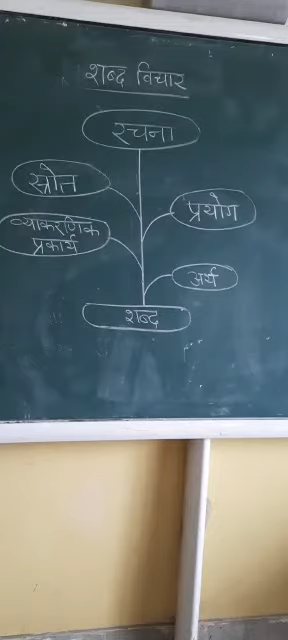 शब्द विचार
रचना
स्रोत
प्रयोग
व्याकरणिक
प्रकार्य
अर्थ
शब्द